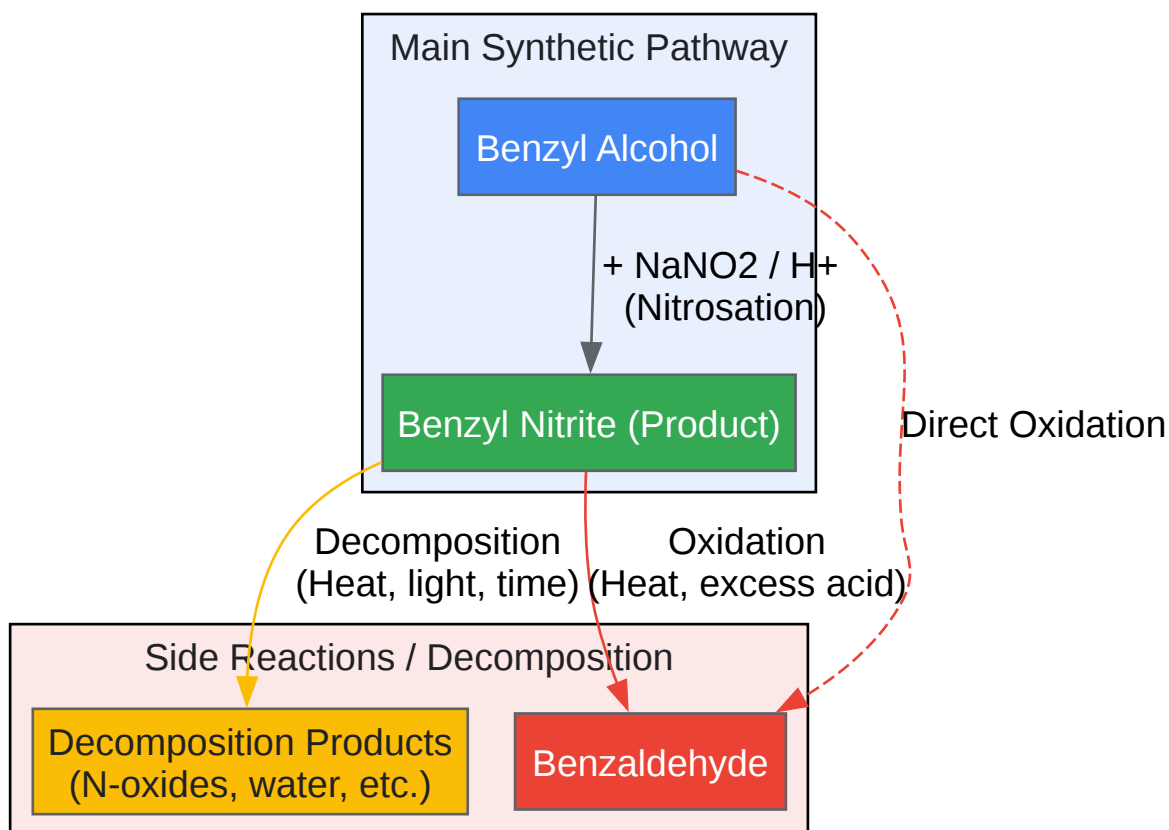 Main Synthetic Pathway
Benzyl Alcohol
+ NaNO2 / H+
(Nitrosation)
Benzyl Nitrite (Product)
Direct Oxidation
Decomposition
(Heat, light, time)
Oxidation
(Heat, excess acid)
Side Reactions / Decomposition
Decomposition Products
(N-oxides, water, etc.)
Benzaldehyde